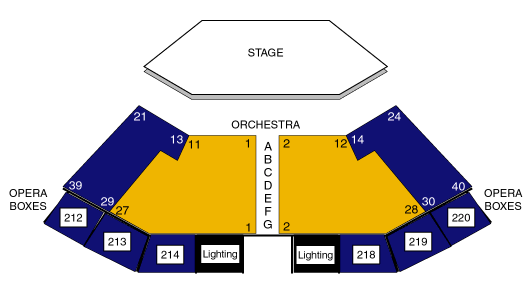 STAGE
ORCHESTRA
21
24
13
11
1
A
2
12
14
B
C
D
E
F
G
39
29
27
1
2
28
30
40
OPERA
BOXES
OPERA
BOXES
212
213
214
Lighting
Lighting
218
219
220